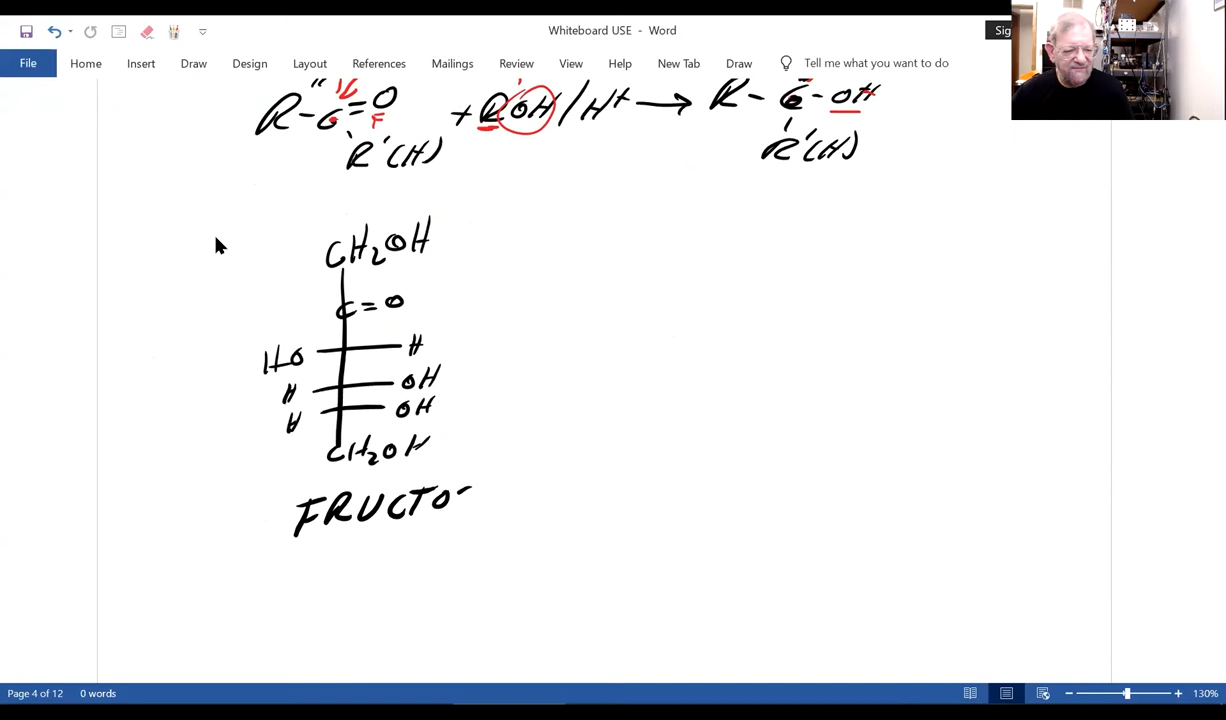 Whiteboard USE - Word
Sig
File Home Insert Draw Design Layout References Mailings Review View Help New Tab Draw Tell me what you want to do
R-C=O + ROH/H+ → R-C-OH
F
R'(H) R'(H)
CH2OH
C=O
HO H
H OH
H OH
CH2OH
FRUCTO
Page 4 of 12 0 words 130%